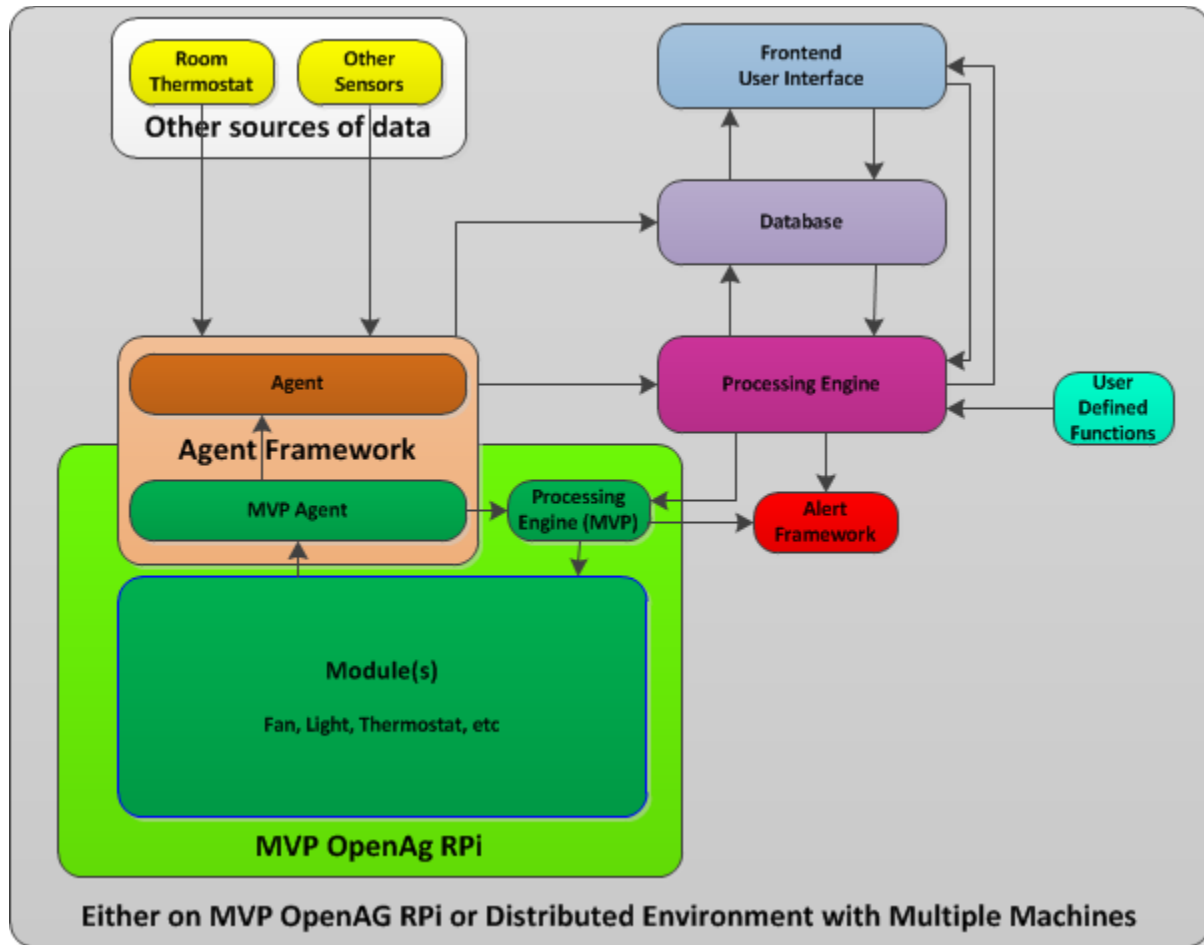 Room
Thermostat
Other
Sensors
Other sources of data
Frontend
User Interface
Database
Agent
Processing Engine
User
Defined
Functions
Agent Framework
MVP Agent
Processing
Engine (MVP)
Alert
Framework
Module(s)
Fan, Light, Thermostat, etc
MVP OpenAg RPi
Either on MVP OpenAG RPi or Distributed Environment with Multiple Machines